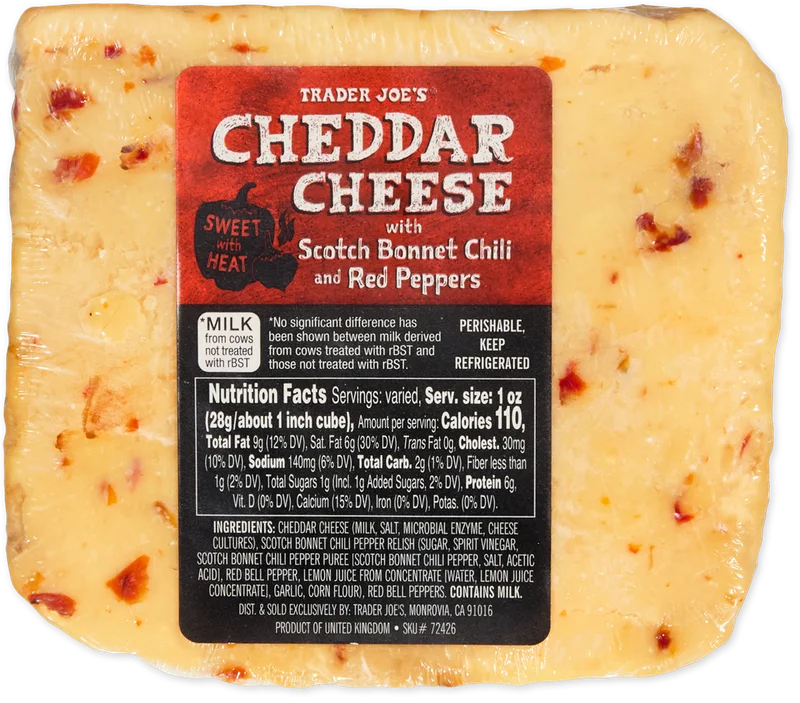 TRADER JOE'S
CHEDDAR
CHEESE
with
Scotch Bonnet Chili
and Red Peppers
SWEET
with
HEAT
*MILK
from cows
not treated
with rBST
*No significant difference has
been shown between milk derived
from cows treated with rBST and
those not treated with rBST.
PERISHABLE,
KEEP
REFRIGERATED
Nutrition Facts Servings: varied, Serv. size: 1 oz
(28g/about 1 inch cube), Amount per serving: Calories 110,
Total Fat 9g (12% DV), Sat. Fat 6g (30% DV), Trans Fat 0g, Cholest. 30mg
(10% DV), Sodium 140mg (6% DV), Total Carb. 2g (1% DV), Fiber less than
1g (2% DV), Total Sugars 1g (Incl. 1g Added Sugars, 2% DV), Protein 6g,
Vit. D (0% DV), Calcium (15% DV), Iron (0% DV), Potas. (0% DV).
INGREDIENTS: CHEDDAR CHEESE (MILK, SALT, MICROBIAL ENZYME, CHEESE
CULTURES), SCOTCH BONNET CHILI PEPPER RELISH (SUGAR, SPIRIT VINEGAR,
SCOTCH BONNET CHILI PEPPER PUREE [SCOTCH BONNET CHILI PEPPER, SALT, ACETIC
ACID], RED BELL PEPPER, LEMON JUICE FROM CONCENTRATE [WATER, LEMON JUICE
CONCENTRATE], GARLIC, CORN FLOUR), RED BELL PEPPERS. CONTAINS MILK.
DIST. & SOLD EXCLUSIVELY BY: TRADER JOE'S, MONROVIA, CA 91016
PRODUCT OF UNITED KINGDOM • SKU# 72426